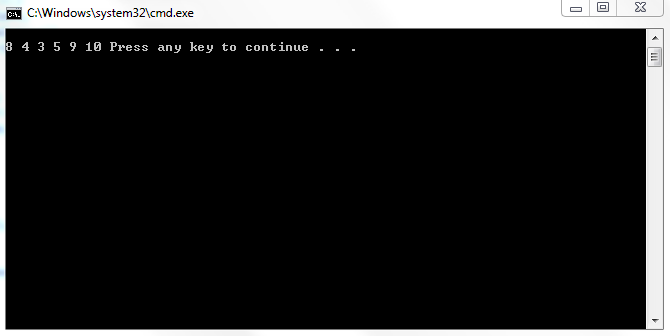 C:\Windows\system32\cmd.exe
8 4 3 5 9 10 Press any key to continue . . .